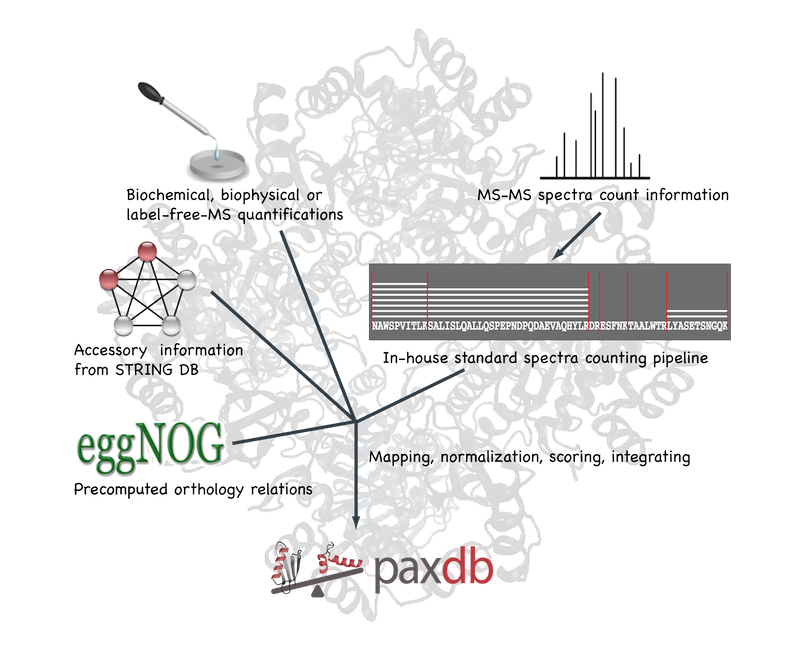 Biochemical, biophysical or
label-free-MS quantifications
MS-MS spectra count information
NAWSPVITLKSALISLQALLQSPEPNDPQDAEVAQHYLRDRESFNKTAALWTRLYASETSNGQK
In-house standard spectra counting pipeline
Accessory information
from STRING DB
eggNOG
Precomputed orthology relations
Mapping, normalization, scoring, integrating
paxdb